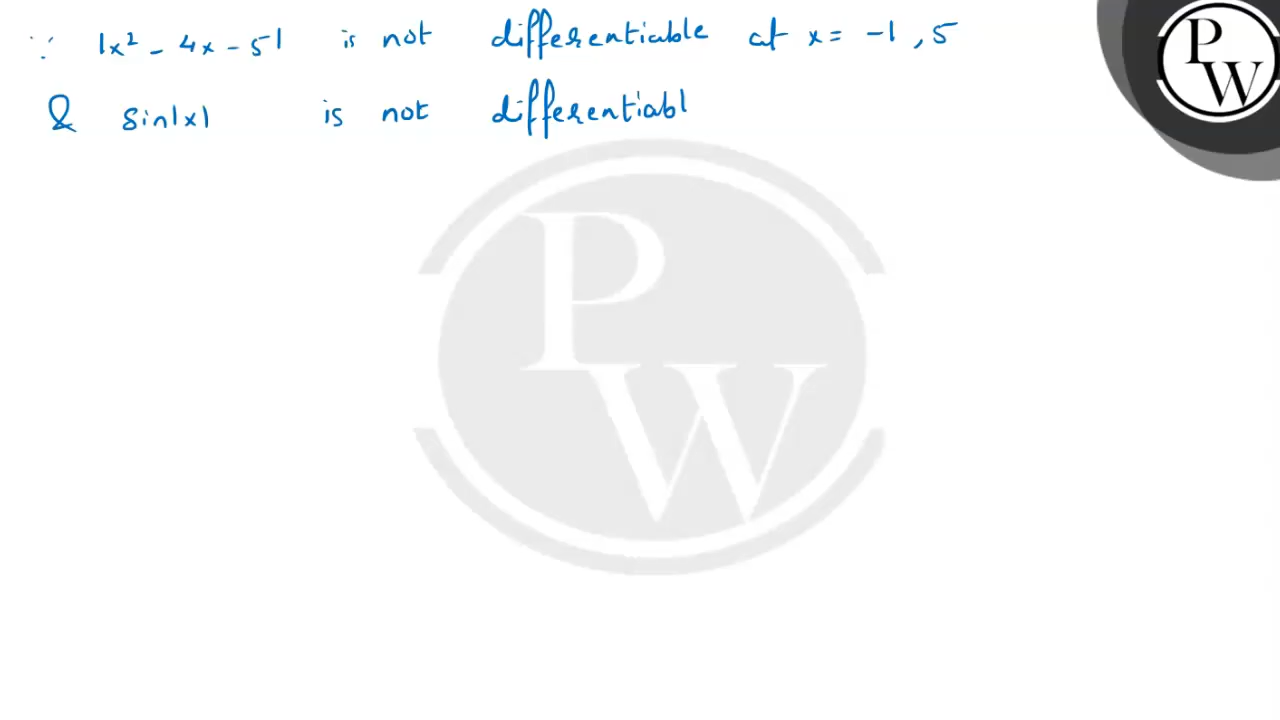 ∵ |x² - 4x - 5| is not differentiable at x = -1, 5
& sin|x| is not differentiabl
P
W
P
W